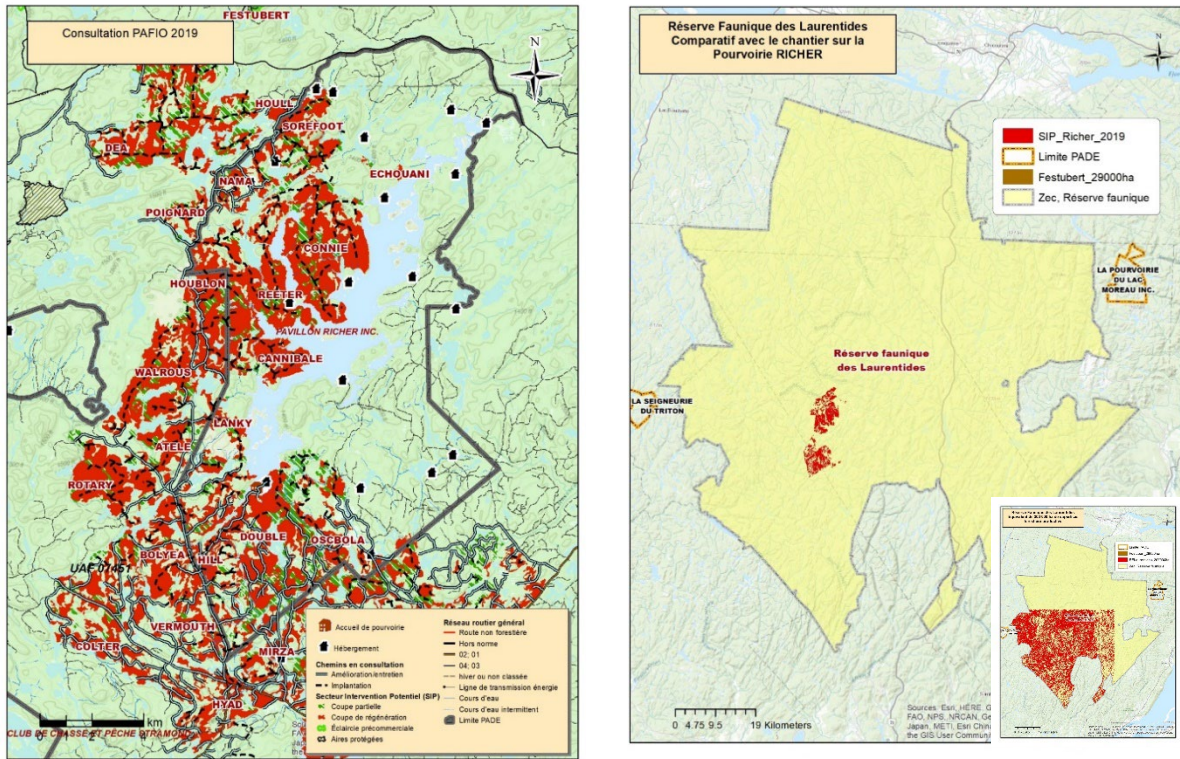 FESTUBERT
Consultation PAFIO 2019
N
HOULL
SOREFOOT
DEA
ECHOUANI
NAMA
POIGNARD
CONNIE
HOUBLON
REETER
PAVILLON RICHER INC.
CANNIBALE
WALROUS
LANKY
ATELE
ROTARY
DOUBLE
OSCBOLA
BOLYEA
HILL
UAF 07451
VERMOUTH
COLTER
MIRZA
HYAD
km
CLUB DE CHASSE ET PÊCHE
Accueil de pourvoirie
Hébergement
Chemins en consultation
Amélioration/entretien
Implantation
Secteur Intervention Potentiel (SIP)
Coupe partielle
Coupe de régénération
Éclaircie précommerciale
Aires protégées
Réseau routier général
Route non forestière
Hors norme
02; 01
04; 03
hiver ou non classée
Ligne de transmission énergie
Cours d'eau
Cours d'eau intermittent
Limite PADE
Réserve Faunique des Laurentides
Comparatif avec le chantier sur la
Pourvoirie RICHER
N
SIP_Richer_2019
Limite PADE
Festubert_29000ha
Zec, Réserve faunique
LA POURVOIRIE
DU LAC
MOREAU INC.
Réserve faunique
des Laurentides
LA SEIGNEURIE
DU TRITON
0 4.75 9.5 19 Kilometers
Sources: Esri, HERE, G
FAO, NPS, NRCAN, Ge
Japan, METI, Esri Chin
the GIS User Commun